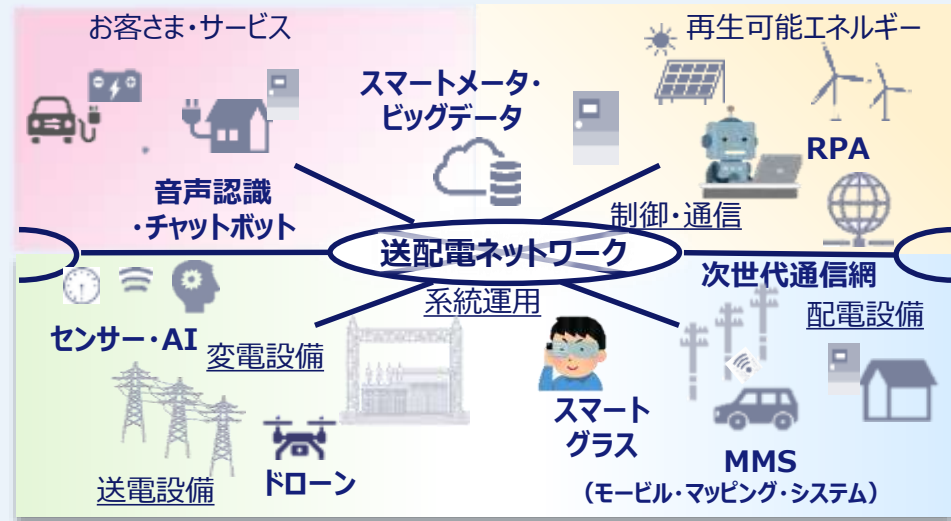 お客さま・サービス
再生可能エネルギー
スマートメータ・
ビッグデータ
RPA
音声認識
・チャットボット
制御・通信
送配電ネットワーク
次世代通信網
系統運用
配電設備
センサー・AI
変電設備
スマート
グラス
ドローン
送電設備
MMS
(モービル・マッピング・システム)